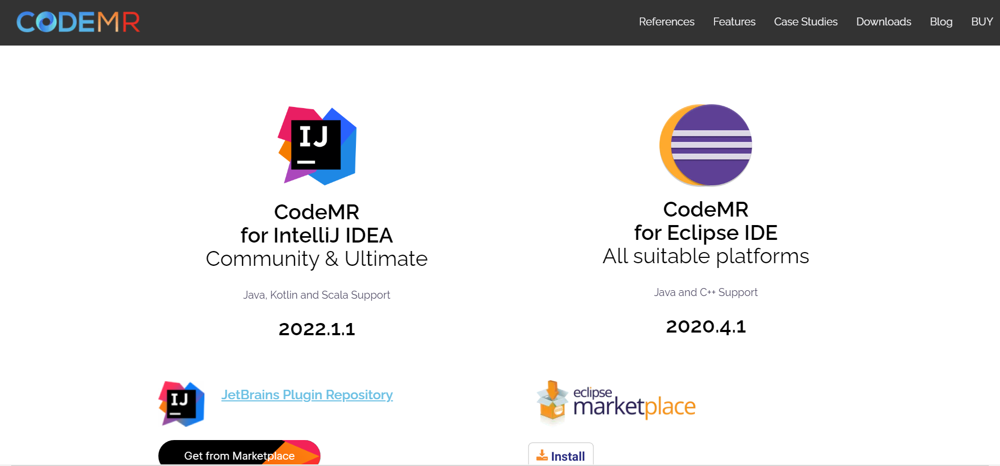 CODEMR
References Features Case Studies Downloads Blog BUY
IJ
CodeMR
for IntelliJ IDEA
Community & Ultimate
Java, Kotlin and Scala Support
2022.1.1
CodeMR
for Eclipse IDE
All suitable platforms
Java and C++ Support
2020.4.1
IJ
JetBrains Plugin Repository
Get from Marketplace
eclipse
marketplace
Install